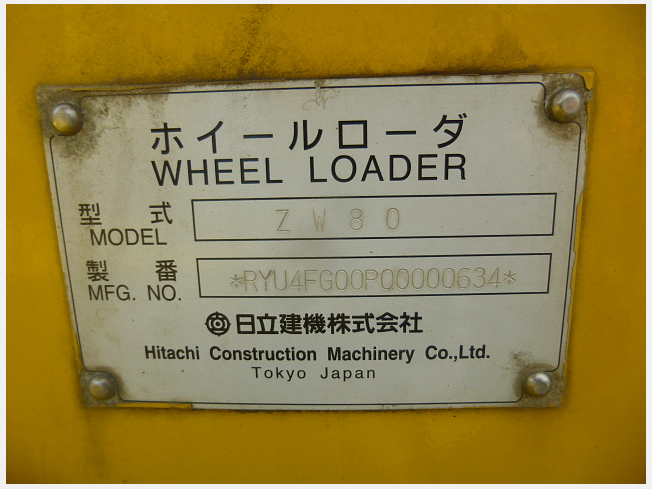 ホイールローダ
WHEEL LOADER
型式 ZW80
MODEL
製番 *RYU4FG00PQ0000634*
MFG. NO.
日立建機株式会社
Hitachi Construction Machinery Co.,Ltd.
Tokyo Japan